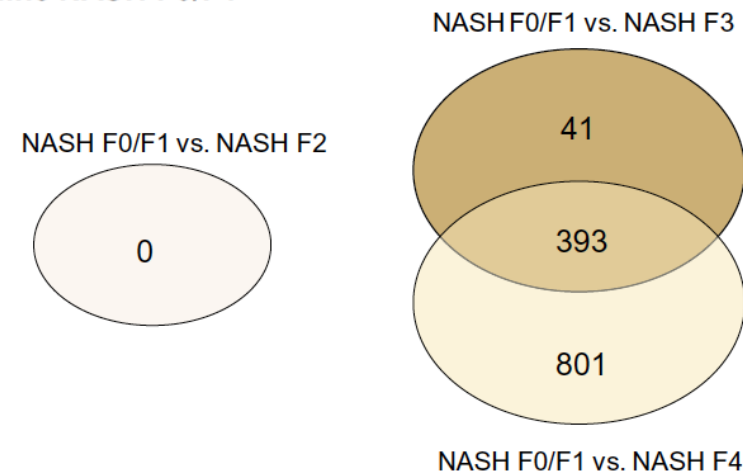 NASH F0/F1 vs. NASH F3
41
NASH F0/F1 vs. NASH F2
0
393
801
NASH F0/F1 vs. NASH F4